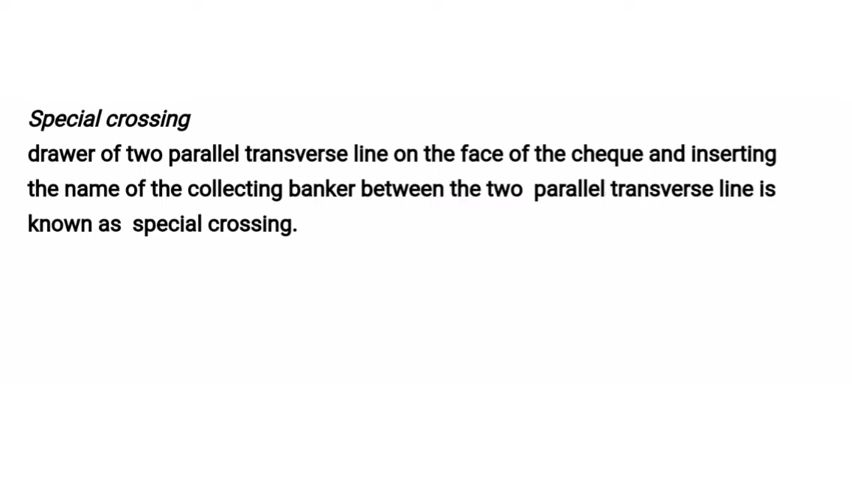 Special crossing
drawer of two parallel transverse line on the face of the cheque and inserting
the name of the collecting banker between the two  parallel transverse line is
known as  special crossing.